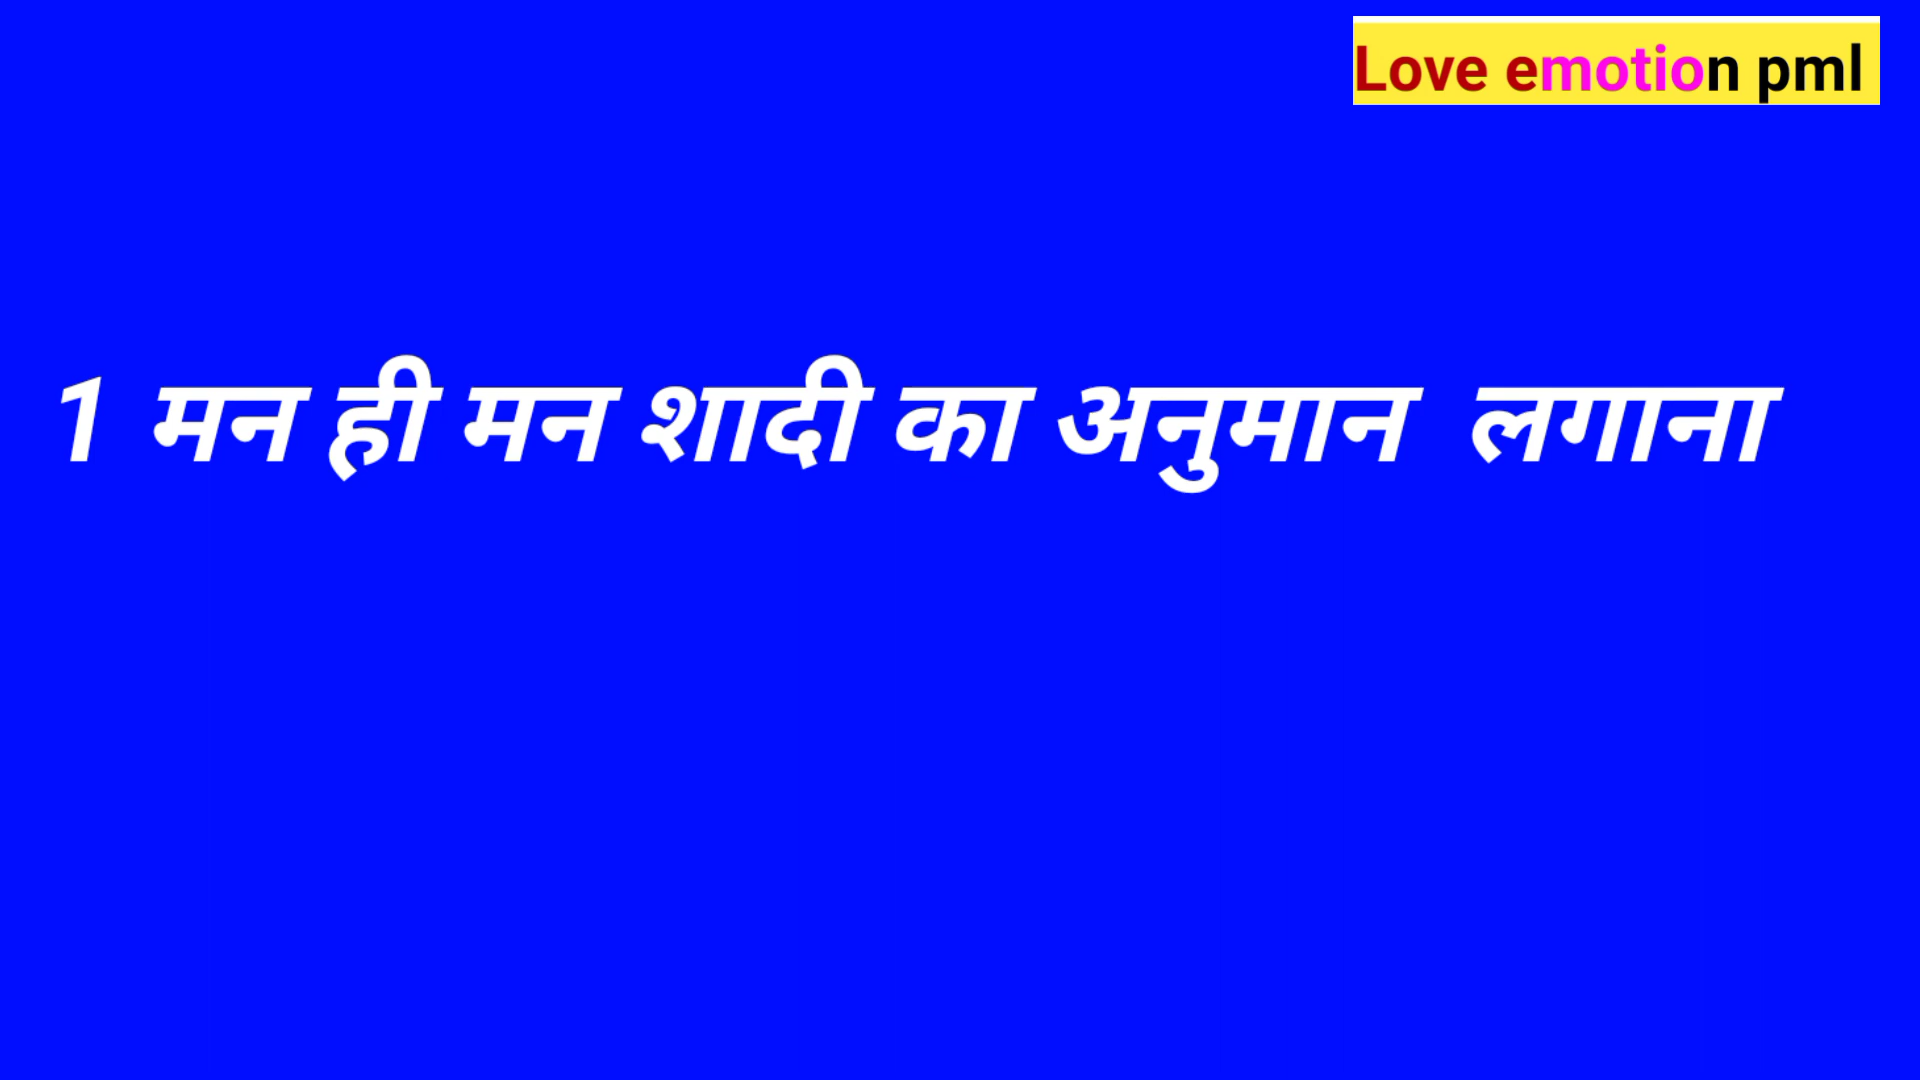 Love emotion pml
1 मन ही मन शादी का अनुमान लगाना